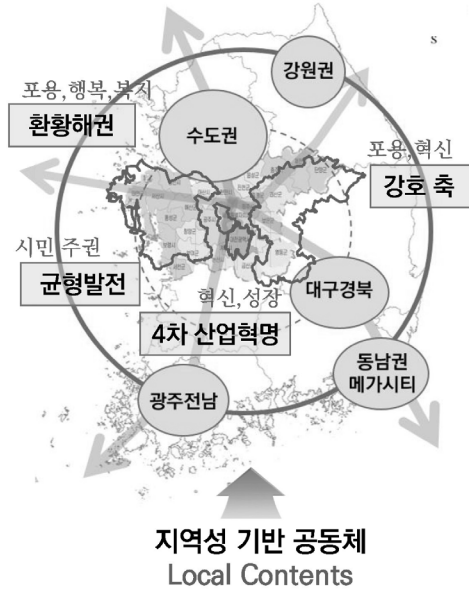 s
강원권
포용,행복,복지
환황해권
수도권
포용,혁신
강호 축
시민 주권
균형발전
혁신,성장
4차 산업혁명
대구경북
동남권
메가시티
광주전남
지역성 기반 공동체
Local Contents